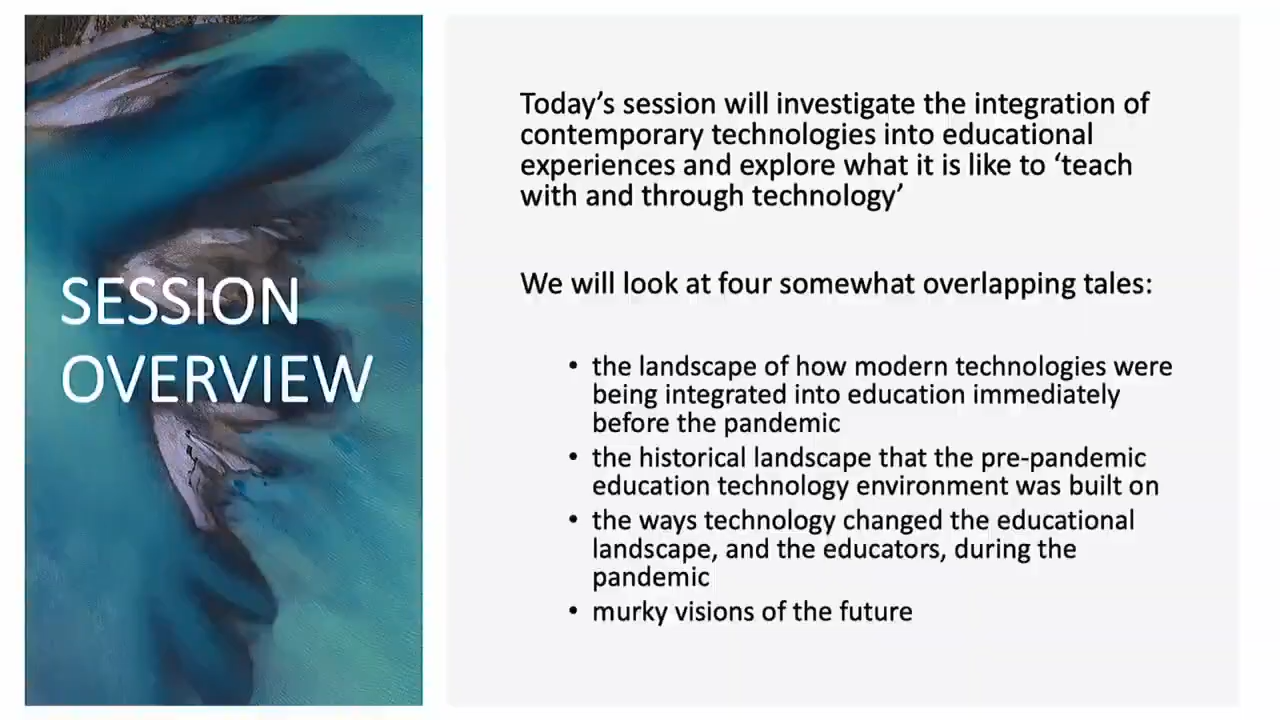 SESSION
OVERVIEW
Today’s session will investigate the integration of
contemporary technologies into educational
experiences and explore what it is like to ‘teach
with and through technology’
We will look at four somewhat overlapping tales:
• the landscape of how modern technologies were
being integrated into education immediately
before the pandemic
• the historical landscape that the pre-pandemic
education technology environment was built on
• the ways technology changed the educational
landscape, and the educators, during the
pandemic
• murky visions of the future